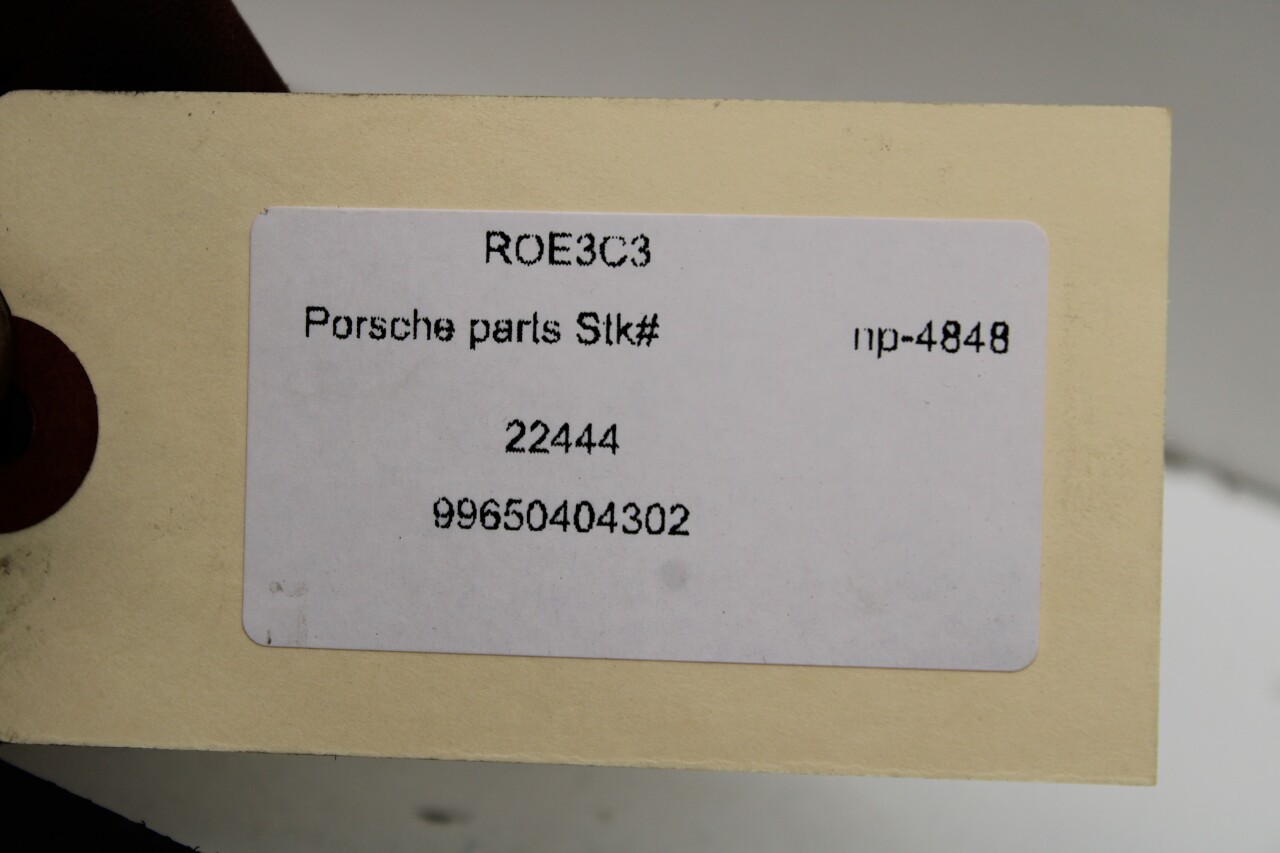 ROE3C3
Porsche parts Stk# np-4848
22444
99650404302